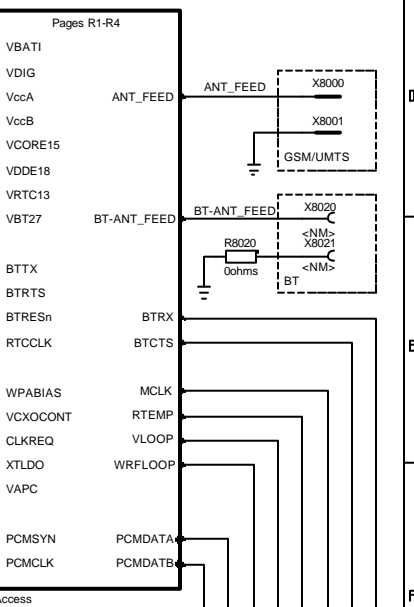 Pages R1-R4
VBATI
VDIG
VccA
ANT_FEED
ANT_FEED
X8000
VccB
X8001
VCORE15
GSM/UMTS
VDDE18
VRTC13
VBT27
BT-ANT_FEED
BT-ANT_FEED
X8020
<NM>
R8020
X8021
<NM>
0ohms
BT
BTTX
BTRTS
BTRESn
BTRX
RTCCLK
BTCTS
WPABIAS
MCLK
VCXOCONT
RTEMP
CLKREQ
VLOOP
XTLDO
WRFLOOP
VAPC
PCMSYN
PCMDATA
PCMCLK
PCMDATB
Access